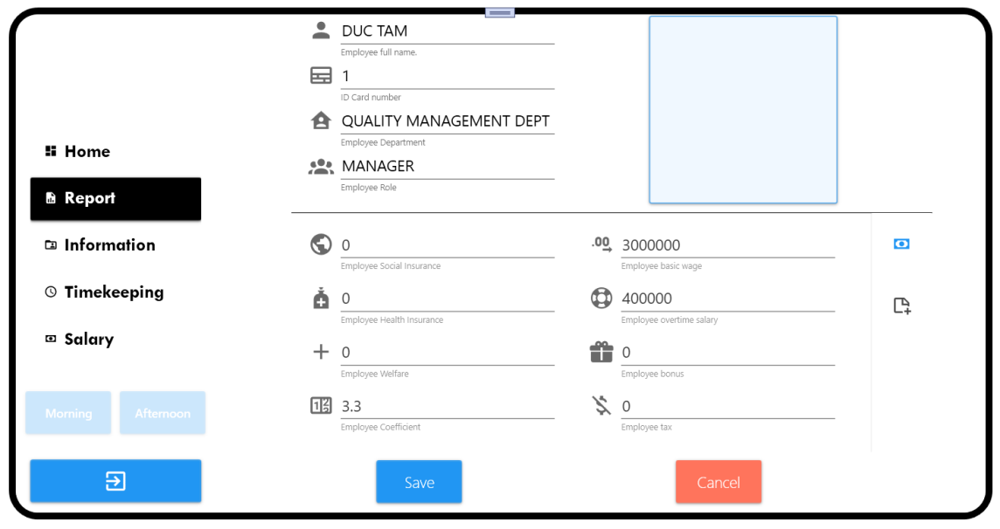 DUC TAM
Employee full name.
1
ID Card number
QUALITY MANAGEMENT DEPT
Employee Department
MANAGER
Employee Role
Home
Report
Information
Timekeeping
Salary
Morning
Afternoon
0
Employee Social Insurance
0
Employee Health Insurance
0
Employee Welfare
3.3
Employee Coefficient
.00
3000000
Employee basic wage
400000
Employee overtime salary
0
Employee bonus
0
Employee tax
Save
Cancel